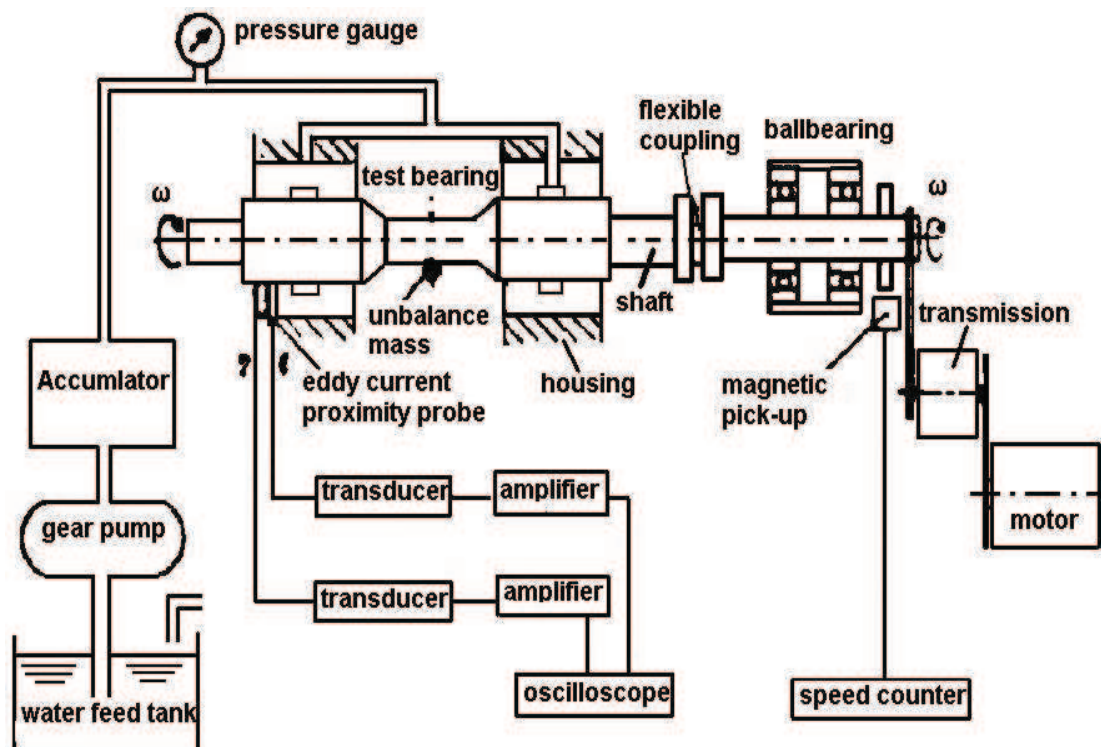 pressure gauge
flexible
coupling
ballbearing
test bearing
ω
ω
shaft
unbalance
mass
transmission
Accumlator
eddy current
proximity probe
housing
magnetic
pick-up
transducer
amplifier
gear pump
motor
transducer
amplifier
oscilloscope
speed counter
water feed tank